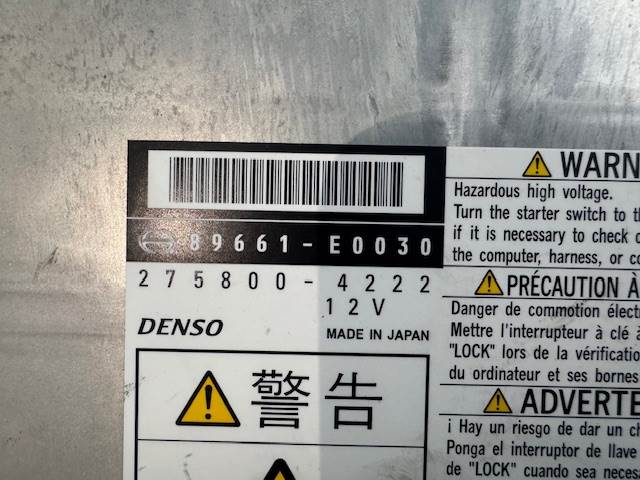 89661-E0030
275800-4222
12V
DENSO
MADE IN JAPAN
警告
WARN
Hazardous high voltage.
Turn the starter switch to
if it is necessary to check
the computer, harness, or
PRÉCAUTION À
Danger de commotion élect
Mettre l'interrupteur à clé
"LOCK" lors de la vérification
du ordinateur et ses bornes
ADVERTE
¡ Hay un riesgo de dar un
Ponga el interruptor de llave
de "LOCK" cuando sea